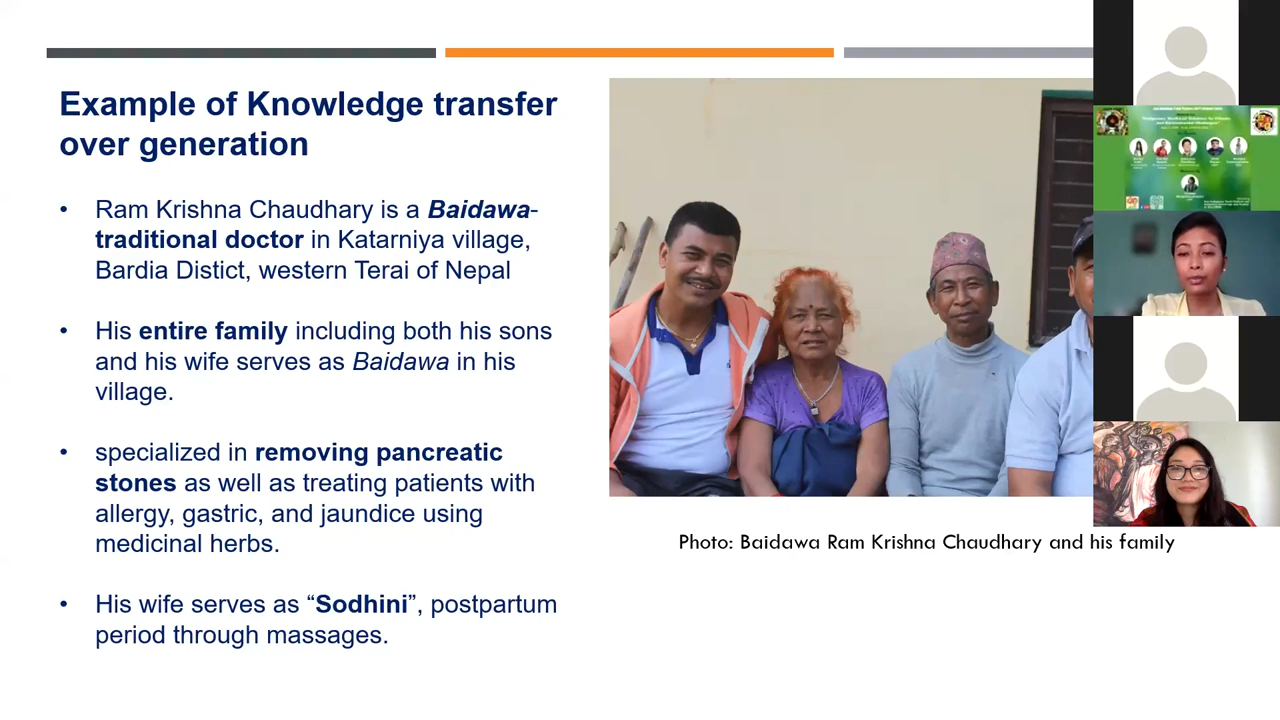 Example of Knowledge transfer
over generation
• Ram Krishna Chaudhary is a Baidawa-
traditional doctor in Katarniya village,
Bardia Distict, western Terai of Nepal
• His entire family including both his sons
and his wife serves as Baidawa in his
village.
• specialized in removing pancreatic
stones as well as treating patients with
allergy, gastric, and jaundice using
medicinal herbs.
• His wife serves as “Sodhini”, postpartum
period through massages.
Photo: Baidawa Ram Krishna Chaudhary and his family